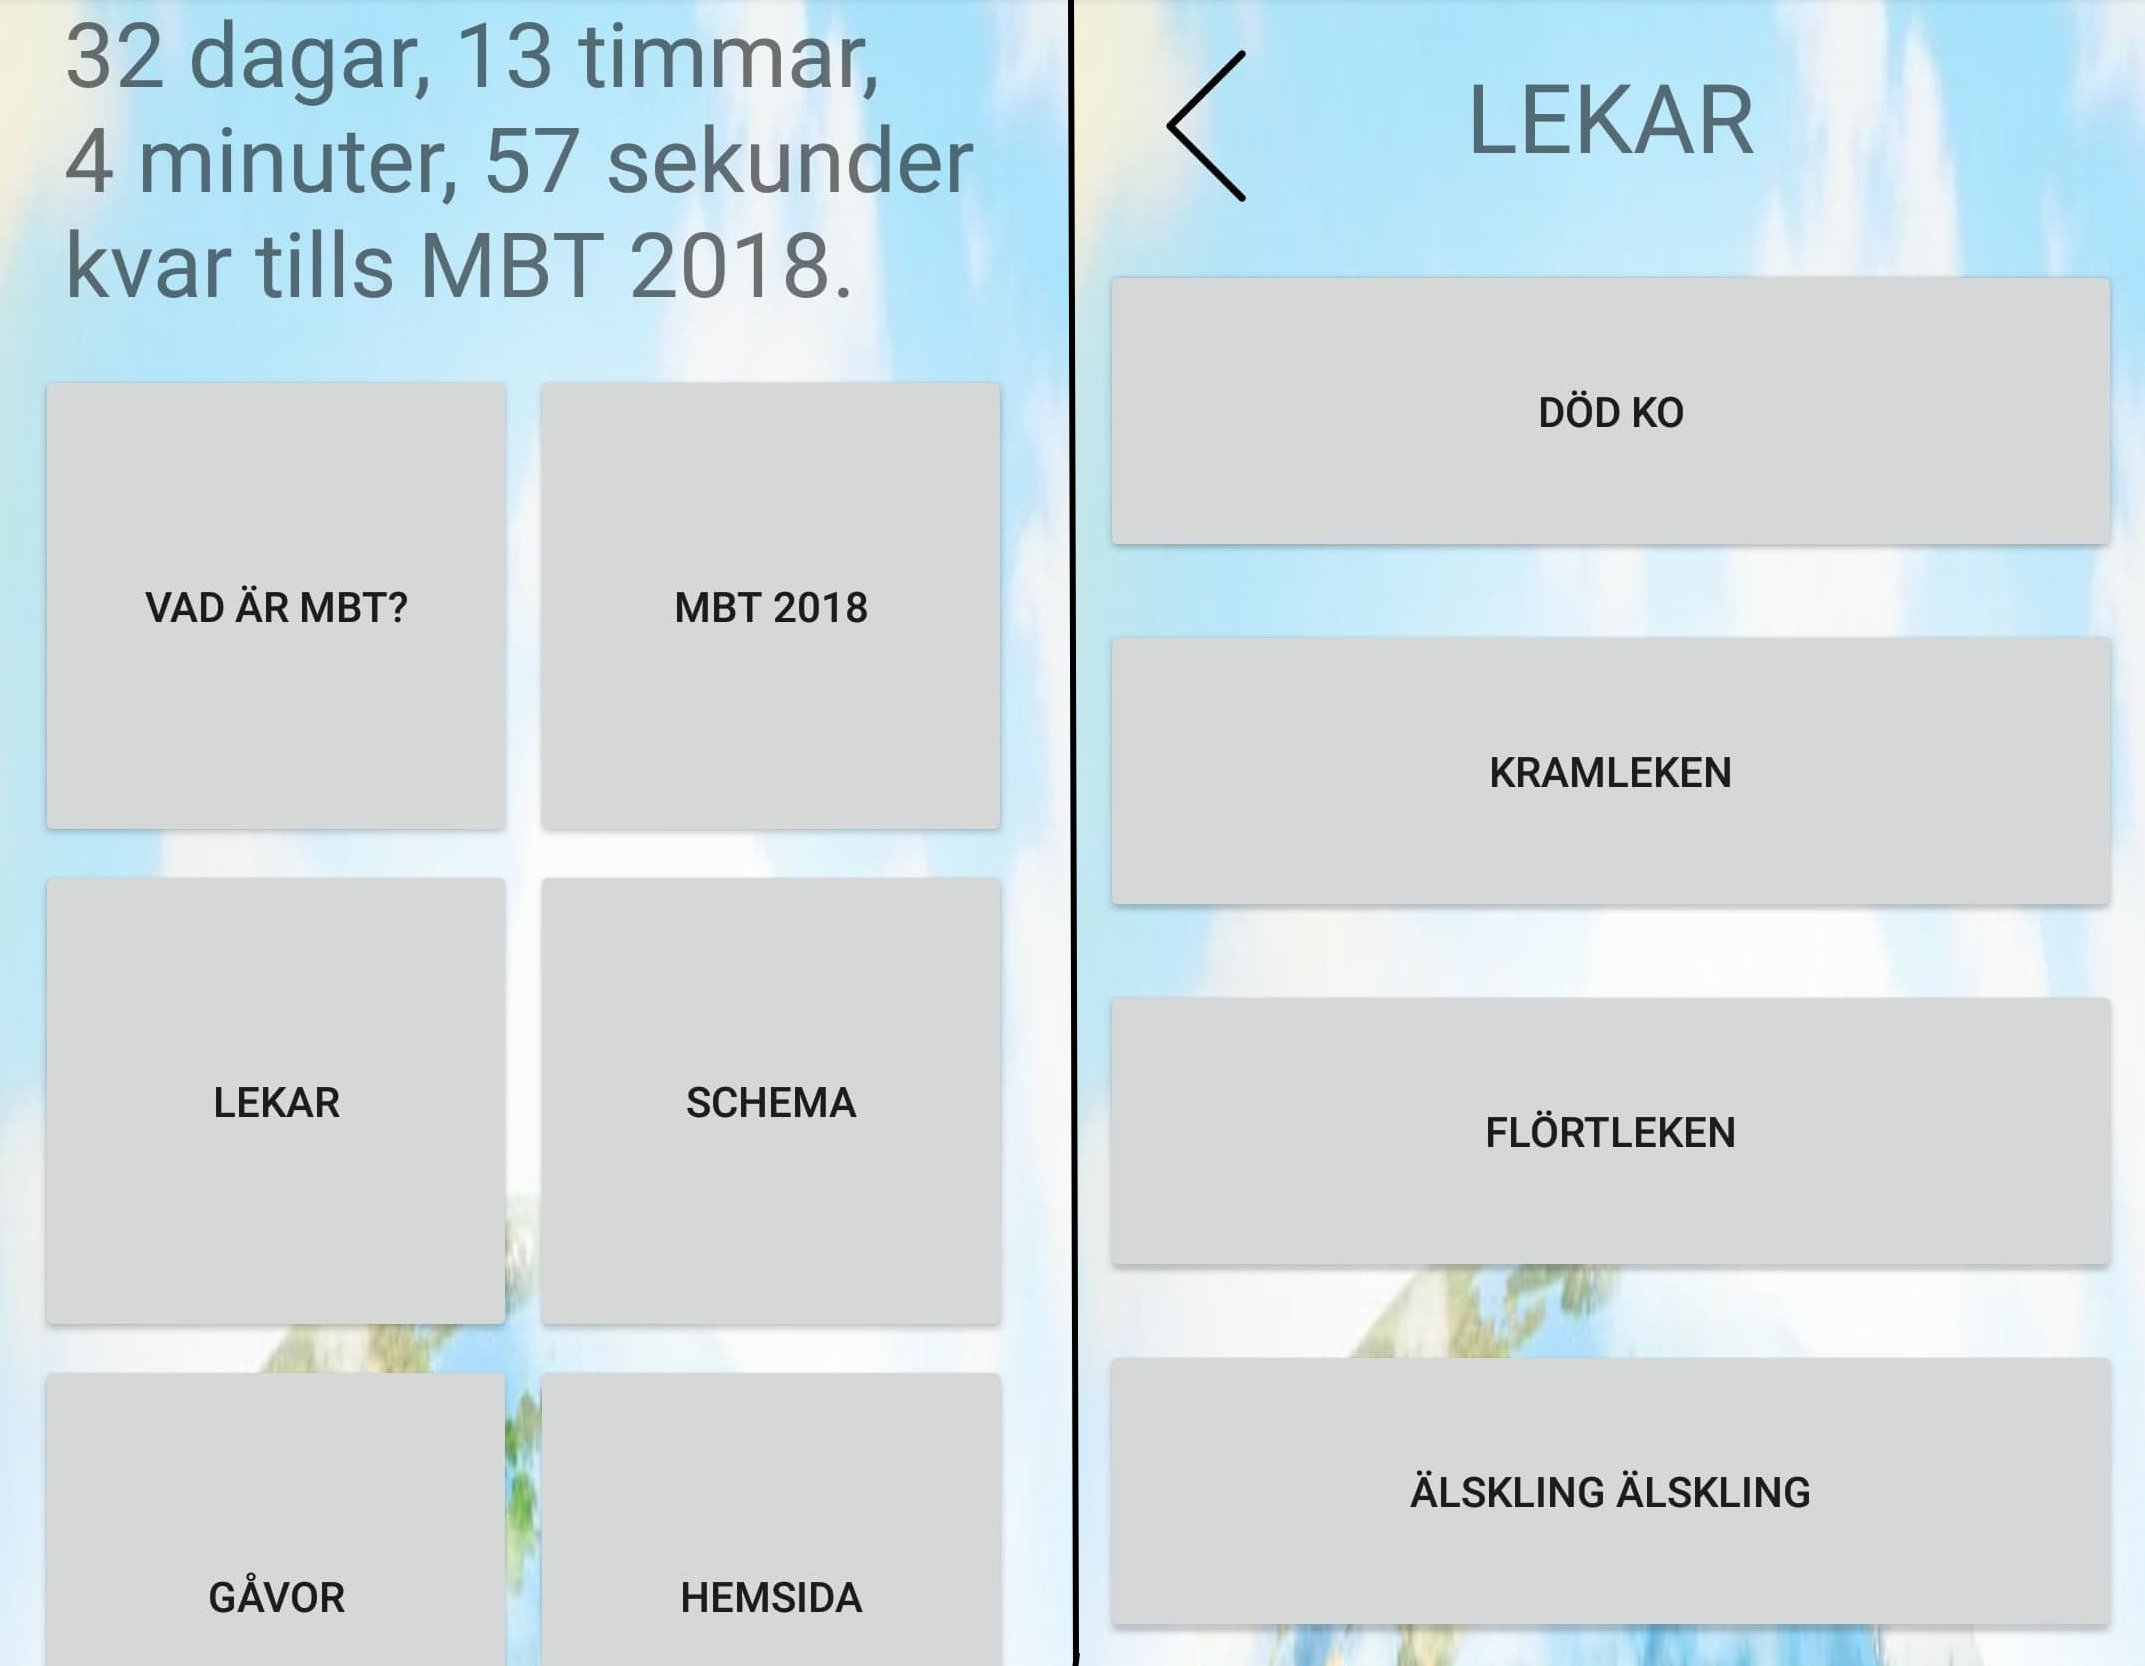 32 dagar, 13 timmar,
4 minuter, 57 sekunder
kvar tills MBT 2018.
VAD ÄR MBT?
MBT 2018
LEKAR
SCHEMA
GÅVOR
HEMSIDA
LEKAR
DÖD KO
KRAMLEKEN
FLÖRTLEKEN
ÄLSKLING ÄLSKLING